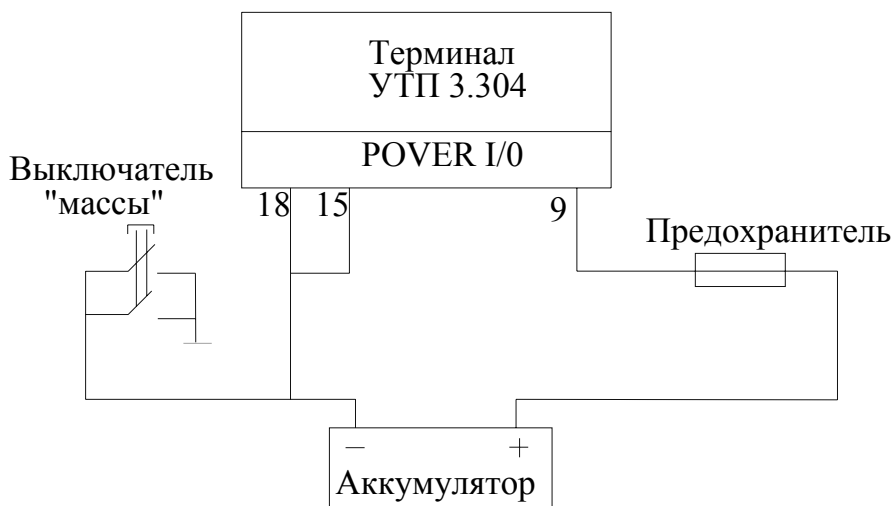 Терминал
УТП 3.304
POVER I/0
Выключатель
"массы"
18 15 9
Предохранитель
— +
Аккумулятор